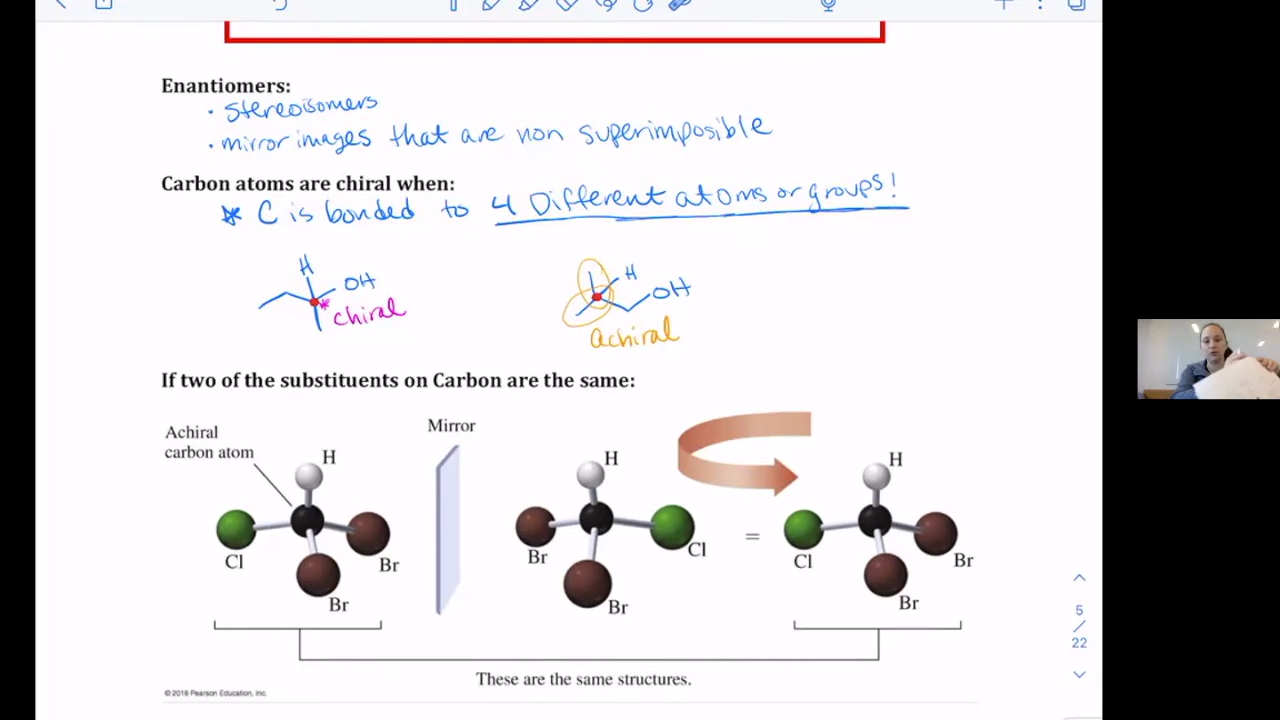 Enantiomers:
· stereoisomers
· mirror images that are non superimposible
Carbon atoms are chiral when:
* C is bonded to 4 Different atoms or groups!
H
OH
* chiral
H
OH
achiral
If two of the substituents on Carbon are the same:
Achiral
carbon atom
Mirror
H
Cl
Br
Br
H
Br
Cl
Br
=
H
Cl
Br
Br
These are the same structures.
© 2018 Pearson Education, Inc.
5
/
22